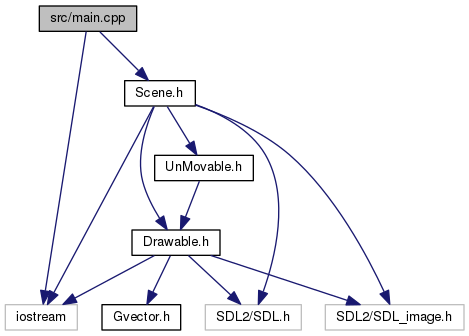 src/main.cpp
Scene.h
UnMovable.h
Drawable.h
iostream
Gvector.h
SDL2/SDL.h
SDL2/SDL_image.h